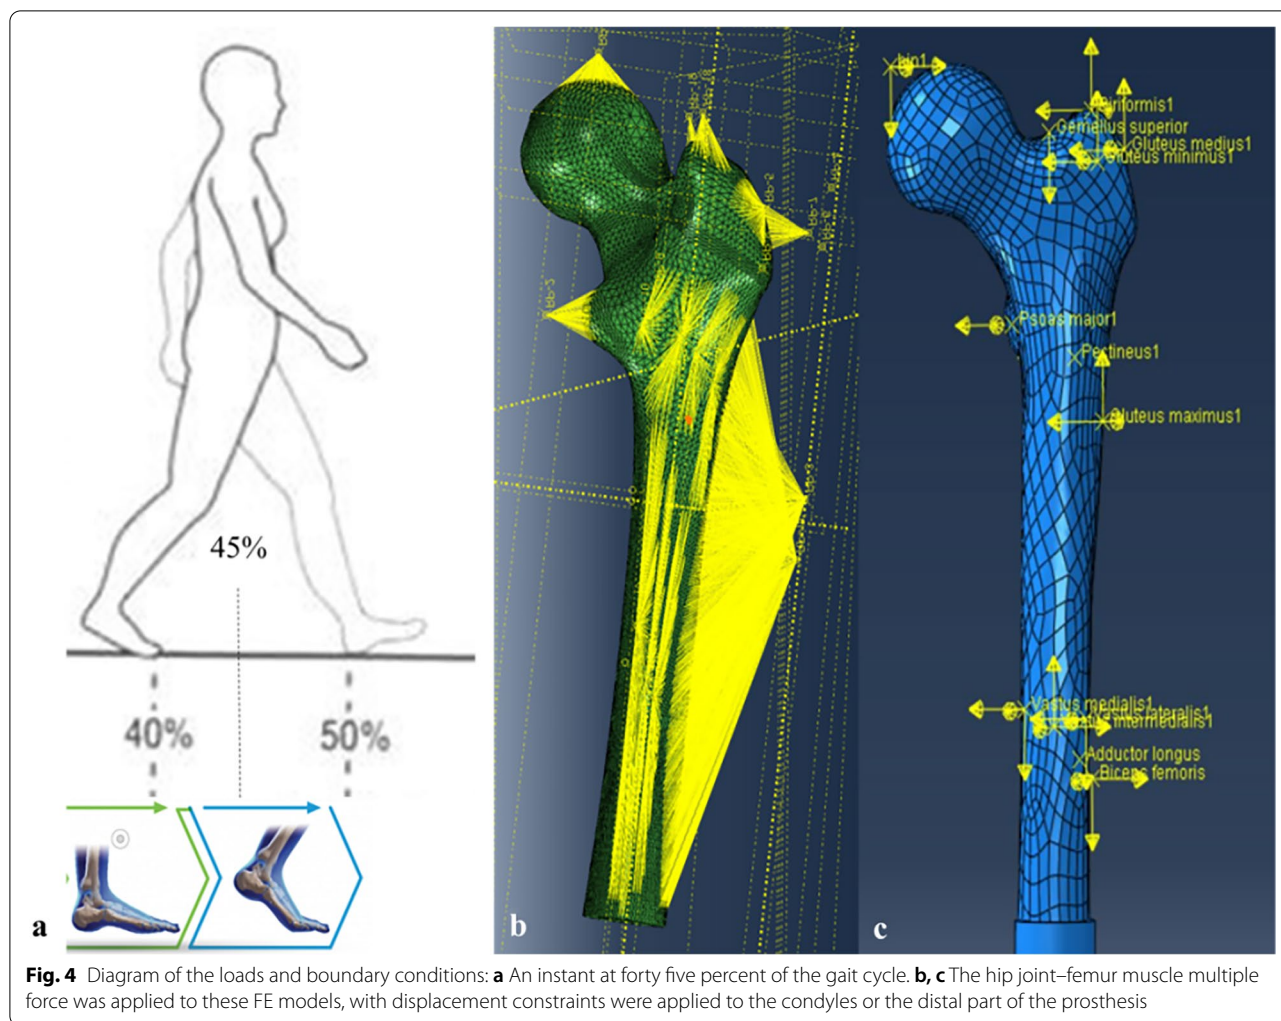 45%
40%
50%
a
b
hip1
Piriformis1
Gemellus superior
Gluteus medius1
Gluteus minimus1
Psoas major1
Pectineus1
Gluteus maximus1
Vastus medialis1
Adductor longus
Biceps femoris
c
Fig. 4 Diagram of the loads and boundary conditions: a An instant at forty five percent of the gait cycle. b, c The hip joint–femur muscle multiple
force was applied to these FE models, with displacement constraints were applied to the condyles or the distal part of the prosthesis